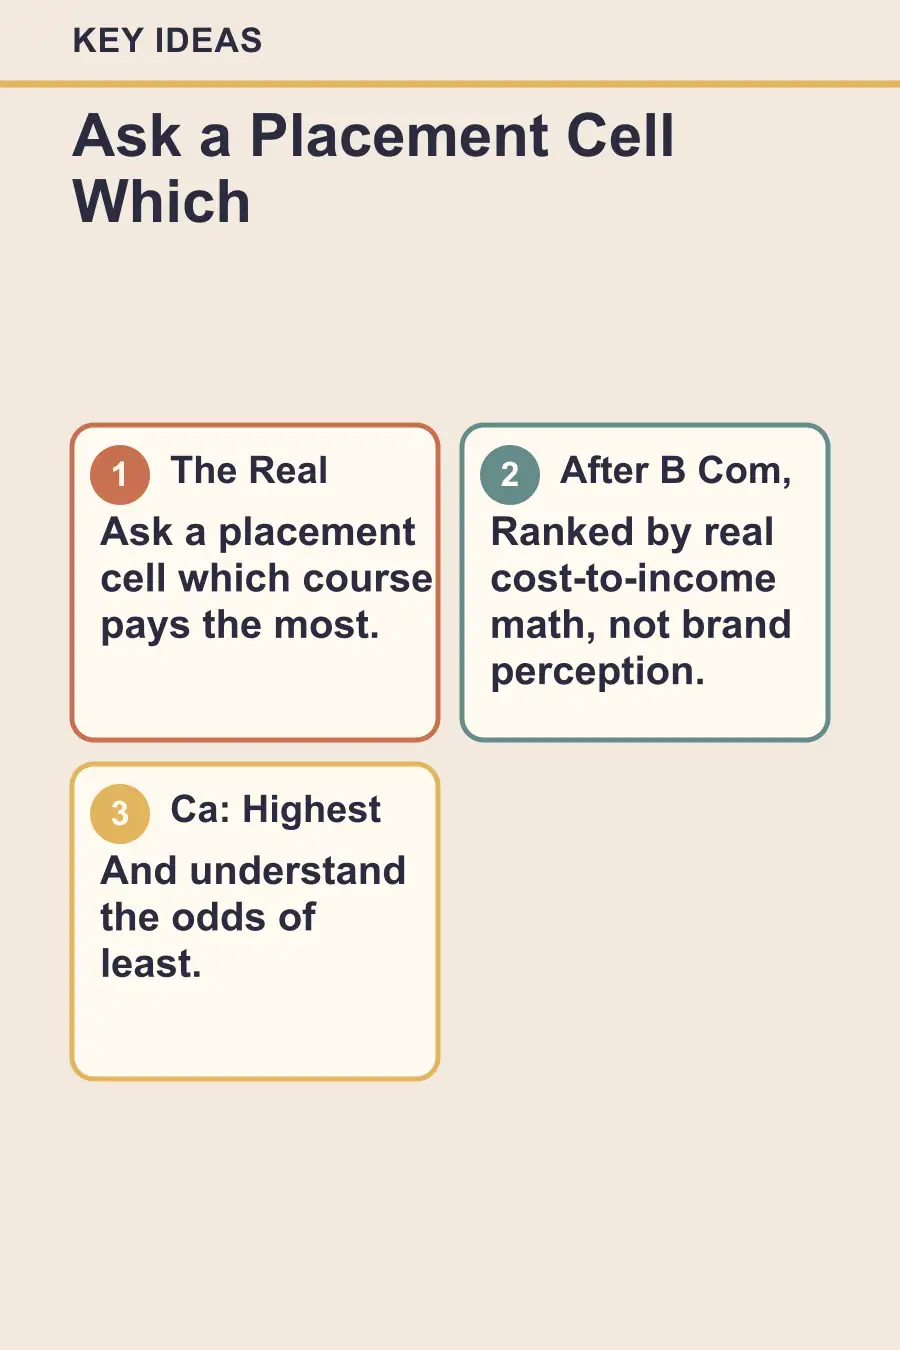 KEY IDEAS
Ask a Placement Cell
Which
1 The Real
Ask a placement
cell which course
pays the most.
2 After B Com,
Ranked by real
cost-to-income
math, not brand
perception.
3 Ca: Highest
And understand
the odds of
least.